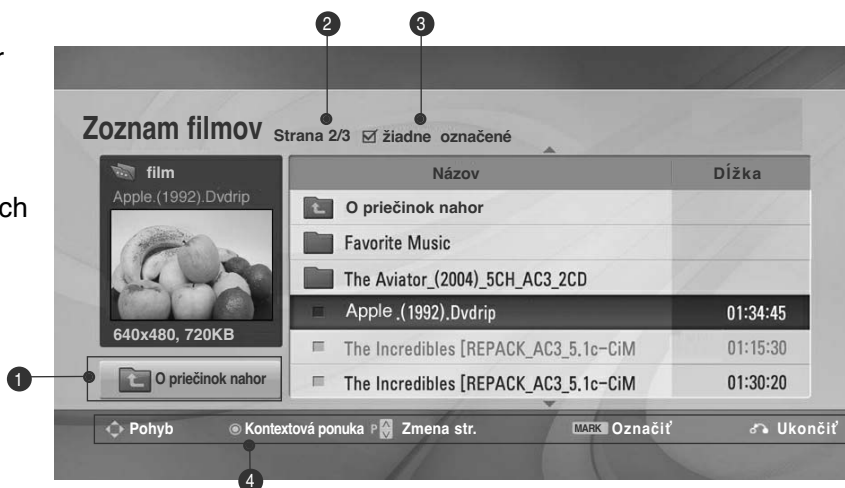 2 3
r
ch
Zoznam filmov Strana 2/3 žiadne označené
film
Apple.(1992).Dvdrip
640x480, 720KB
1
O priečinok nahor
Názov Dĺžka
O priečinok nahor
Favorite Music
The Aviator_(2004)_5CH_AC3_2CD
Apple.(1992).Dvdrip 01:34:45
The Incredibles [REPACK_AC3_5.1c-CiM 01:15:30
The Incredibles [REPACK_AC3_5.1c-CiM 01:30:20
Pohyb Kontextová ponuka P Zmena str. MARK Označiť Ukončiť
4